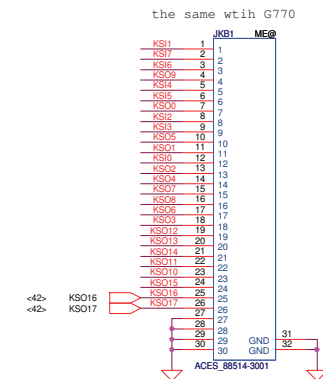 the same wtih G770
JKB1 ME@
KSI1 1 1
KSI7 2 2
KSI6 3 3
KSO9 4 4
KSI4 5 5
KSI5 6 6
KSO0 7 7
KSI2 8 8
KSI3 9 9
KSO5 10 10
KSO1 11 11
KSI0 12 12
KSO2 13 13
KSO4 14 14
KSO7 15 15
KSO8 16 16
KSO6 17 17
KSO3 18 18
KSO12 19 19
KSO13 20 20
KSO14 21 21
KSO11 22 22
KSO10 23 23
KSO15 24 24
<42> KSO16 KSO16 25 25
<42> KSO17 KSO17 26 26
27 27
28 28
29 29 GND 31
30 30 GND 32
ACES_88514-3001